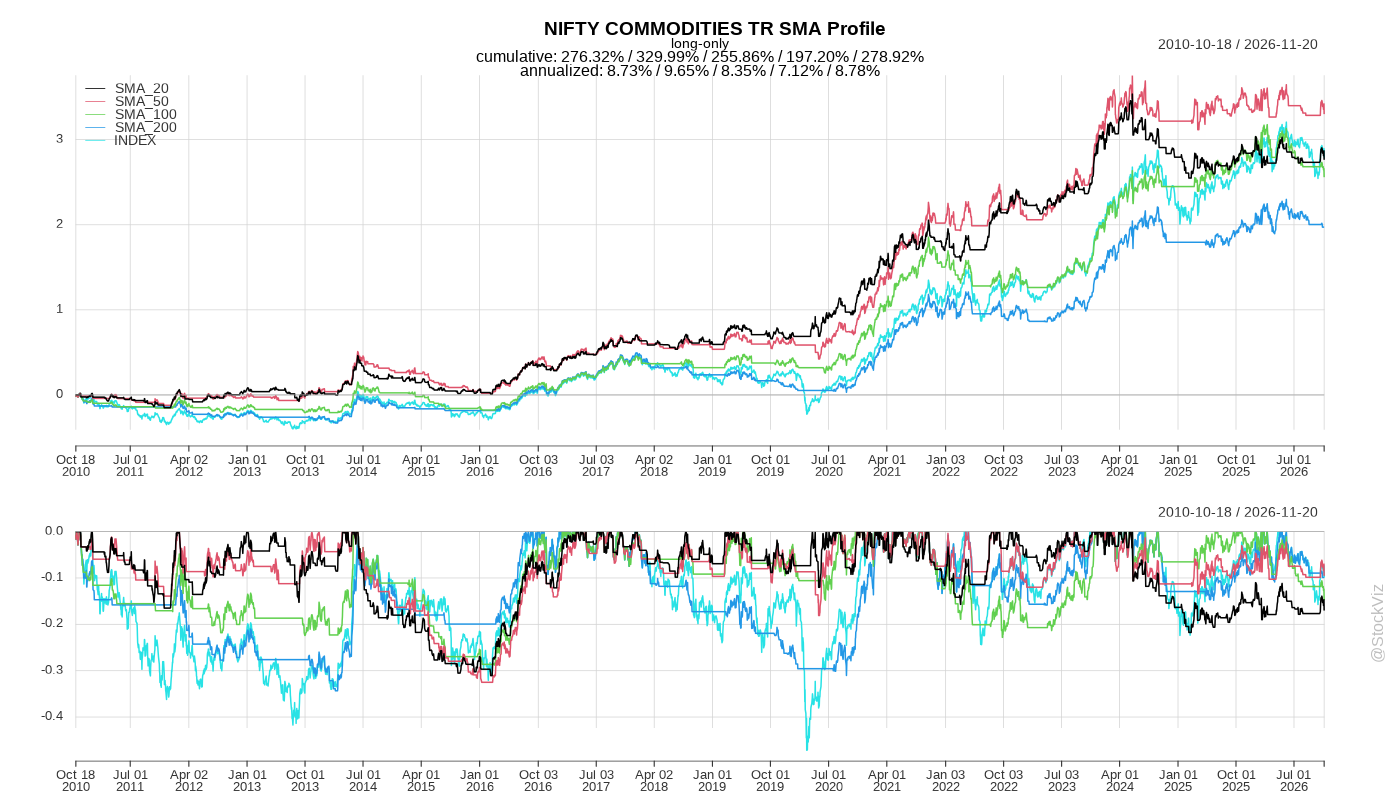 NIFTY COMMODITIES TR SMA Profile
long-only
cumulative: 276.32% / 329.99% / 255.86% / 197.20% / 278.92%
annualized: 8.73% / 9.65% / 8.35% / 7.12% / 8.78%
2010-10-18 / 2026-11-20
SMA_20
SMA_50
SMA_100
SMA_200
INDEX
3
2
1
0
Oct 18 Jul 01 Apr 02 Jan 01 Oct 01 Jul 01 Apr 01 Jan 01 Oct 03 Jul 03 Apr 02 Jan 01 Oct 01 Jul 01 Apr 01 Jan 03 Oct 03 Jul 03 Apr 01 Jan 01 Oct 01 Jul 01
2010 2011 2012 2013 2013 2014 2015 2016 2016 2017 2018 2019 2019 2020 2021 2022 2022 2023 2024 2025 2025 2026
2010-10-18 / 2026-11-20
0.0
-0.1
-0.2
-0.3
-0.4
Oct 18 Jul 01 Apr 02 Jan 01 Oct 01 Jul 01 Apr 01 Jan 01 Oct 03 Jul 03 Apr 02 Jan 01 Oct 01 Jul 01 Apr 01 Jan 03 Oct 03 Jul 03 Apr 01 Jan 01 Oct 01 Jul 01
2010 2011 2012 2013 2013 2014 2015 2016 2016 2017 2018 2019 2019 2020 2021 2022 2022 2023 2024 2025 2025 2026
@StockViz